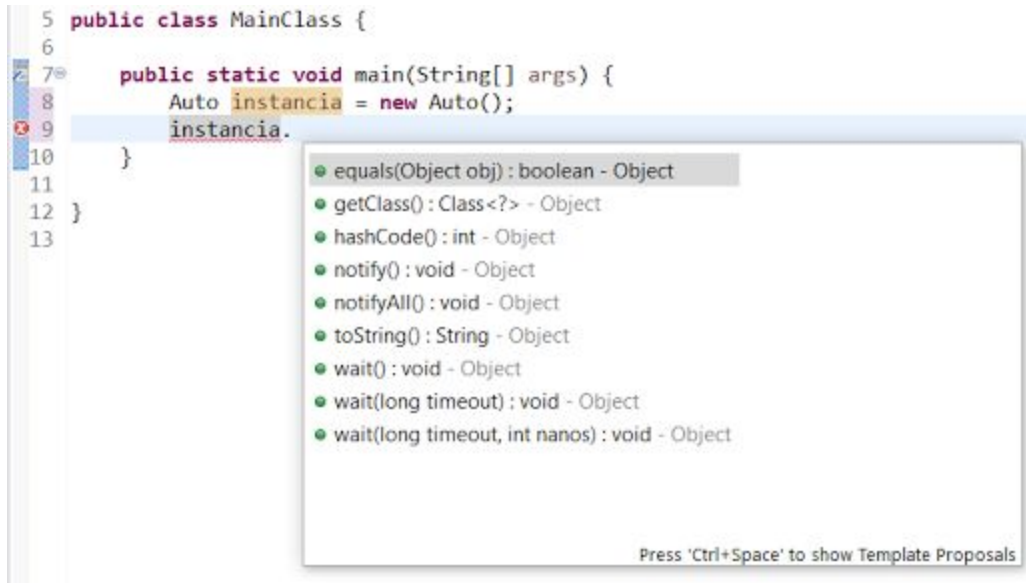 5 public class MainClass {
6
7 public static void main(String[] args) {
8 Auto instancia = new Auto();
9 instancia.
10 }
11
12 }
13
equals(Object obj) : boolean - Object
getClass() : Class<?> - Object
hashCode() : int - Object
notify() : void - Object
notifyAll() : void - Object
toString() : String - Object
wait() : void - Object
wait(long timeout) : void - Object
wait(long timeout, int nanos) : void - Object
Press 'Ctrl+Space' to show Template Proposals